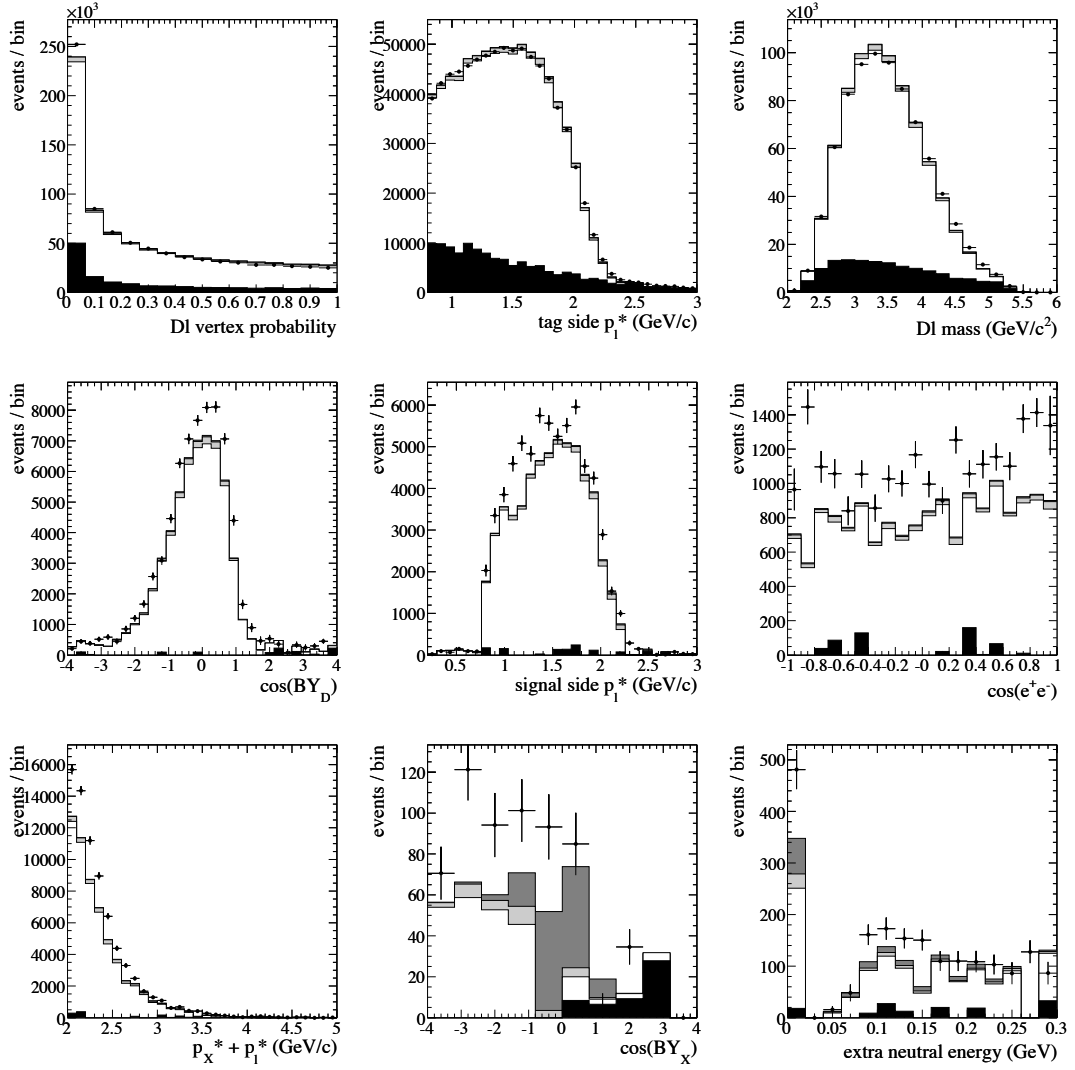 ×10³
events / bin
250
200
150
100
50
0
0 0.1 0.2 0.3 0.4 0.5 0.6 0.7 0.8 0.9 1
Dl vertex probability
events / bin
50000
40000
30000
20000
10000
0
1 1.5 2 2.5 3
tag side p_l* (GeV/c)
×10³
events / bin
100
80
60
40
20
0
2 2.5 3 3.5 4 4.5 5 5.5 6
Dl mass (GeV/c²)
events / bin
8000
7000
6000
5000
4000
3000
2000
1000
0
-4 -3 -2 -1 0 1 2 3 4
cos(BY_D)
events / bin
6000
5000
4000
3000
2000
1000
0
0.5 1 1.5 2 2.5 3
signal side p_l* (GeV/c)
events / bin
1400
1200
1000
800
600
400
200
0
-1 -0.8 -0.6 -0.4 -0.2 -0 0.2 0.4 0.6 0.8 1
cos(e⁺e⁻)
events / bin
16000
14000
12000
10000
8000
6000
4000
2000
0
2 2.5 3 3.5 4 4.5 5
p_X* + p_l* (GeV/c)
events / bin
120
100
80
60
40
20
0
-4 -3 -2 -1 0 1 2 3 4
cos(BY_X)
events / bin
500
400
300
200
100
0
0 0.05 0.1 0.15 0.2 0.25 0.3
extra neutral energy (GeV)